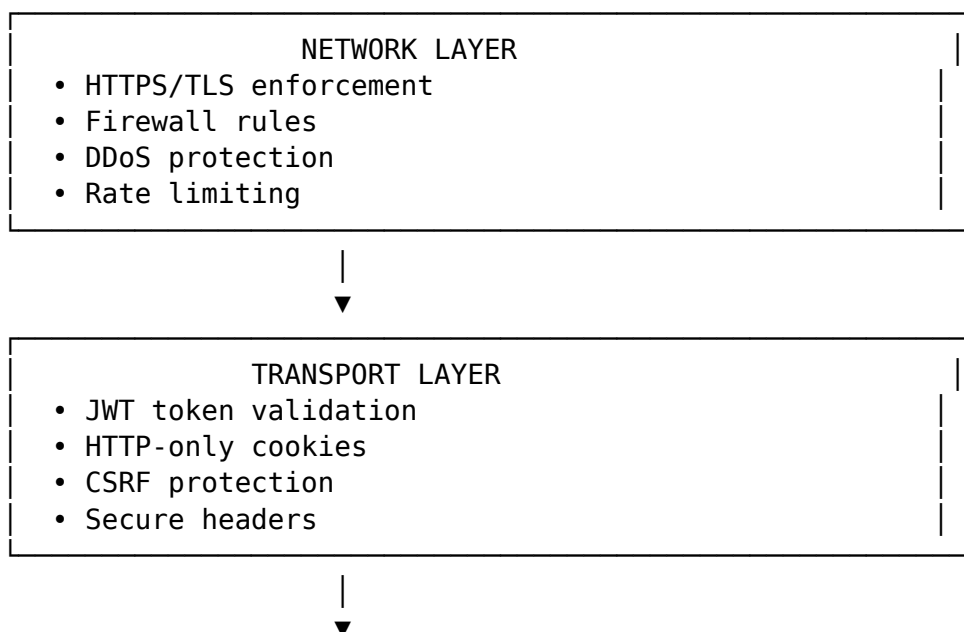 NETWORK LAYER
• HTTPS/TLS enforcement
• Firewall rules
• DDoS protection
• Rate limiting
TRANSPORT LAYER
• JWT token validation
• HTTP-only cookies
• CSRF protection
• Secure headers